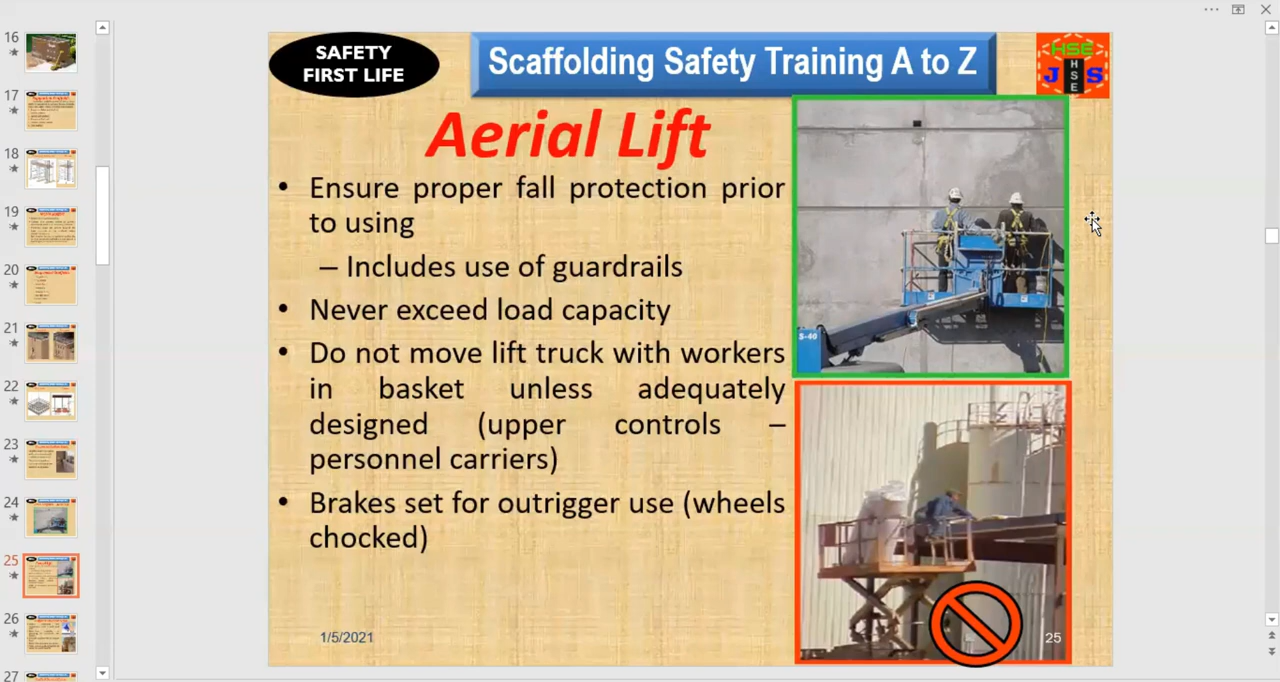 16
17
18
19
20
21
22
23
24
25
26
27
SAFETY
FIRST LIFE
Scaffolding Safety Training A to Z
HSE
J HSE S
Aerial Lift
• Ensure proper fall protection prior
to using
– Includes use of guardrails
• Never exceed load capacity
• Do not move lift truck with workers
in basket unless adequately
designed (upper controls –
personnel carriers)
• Brakes set for outrigger use (wheels
chocked)
S-40
1/5/2021
25